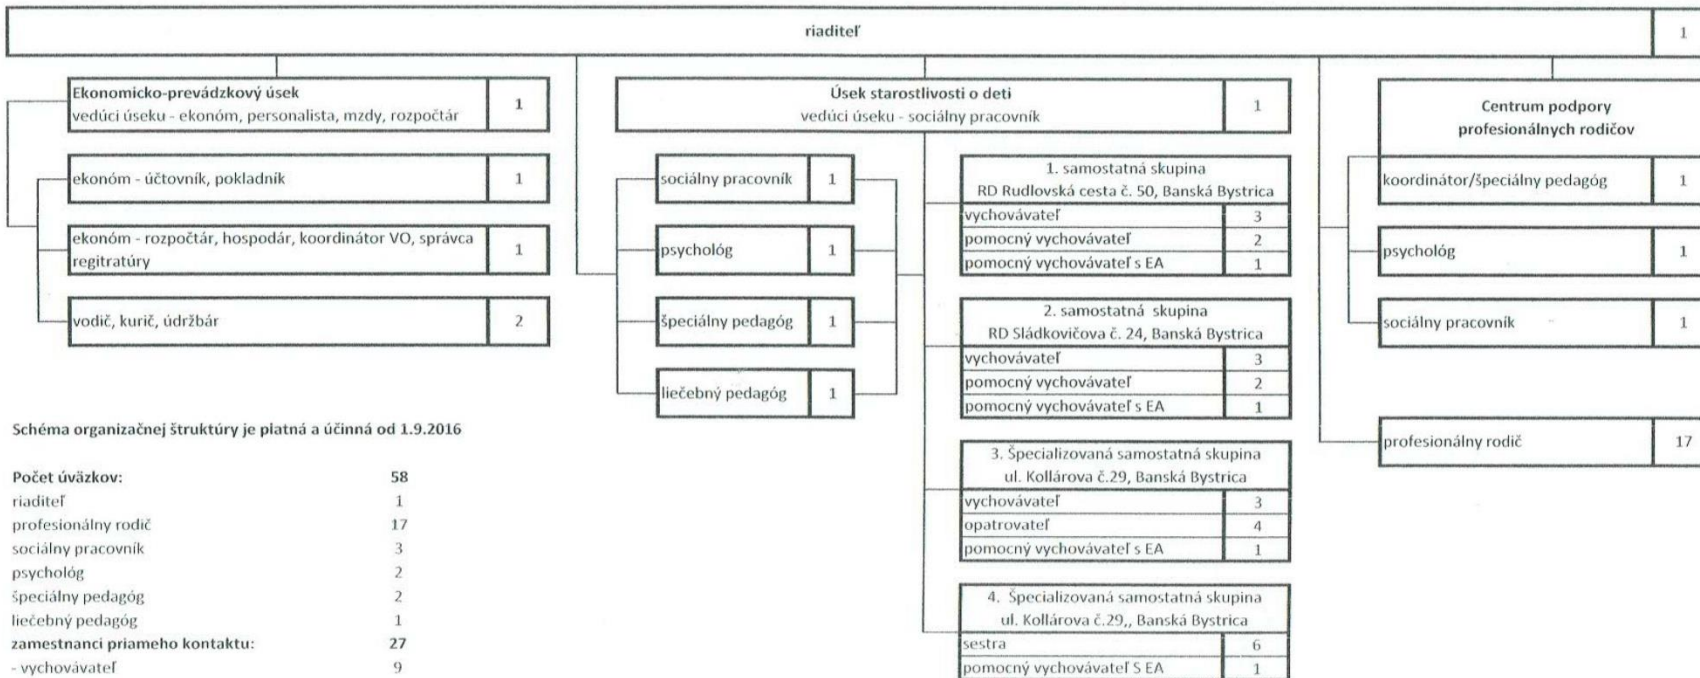 riaditeľ 1
Ekonomicko-prevádzkový úsek
vedúci úseku - ekonóm, personalista, mzdy, rozpočtár 1
ekonóm - účtovník, pokladník 1
ekonóm - rozpočtár, hospodár, koordinátor VO, správca
regitratúry 1
vodič, kurič, údržbár 2
Úsek starostlivosti o deti
vedúci úseku - sociálny pracovník 1
sociálny pracovník 1
psychológ 1
špeciálny pedagóg 1
liečebný pedagóg 1
1. samostatná skupina
RD Rudlovská cesta č. 50, Banská Bystrica
vychovávateľ 3
pomocný vychovávateľ 2
pomocný vychovávateľ s EA 1
2. samostatná skupina
RD Sládkovičova č. 24, Banská Bystrica
vychovávateľ 3
pomocný vychovávateľ 2
pomocný vychovávateľ s EA 1
3. Špecializovaná samostatná skupina
ul. Kollárova č.29, Banská Bystrica
vychovávateľ 3
opatrovateľ 4
pomocný vychovávateľ s EA 1
4. Špecializovaná samostatná skupina
ul. Kollárova č.29,, Banská Bystrica
sestra 6
pomocný vychovávateľ S EA 1
Centrum podpory
profesionálnych rodičov
koordinátor/špeciálny pedagóg 1
psychológ 1
sociálny pracovník 1
profesionálny rodič 17
Schéma organizačnej štruktúry je platná a účinná od 1.9.2016
Počet úväzkov: 58
riaditeľ 1
profesionálny rodič 17
sociálny pracovník 3
psychológ 2
špeciálny pedagóg 2
liečebný pedagóg 1
zamestnanci priameho kontaktu: 27
- vychovávateľ 9